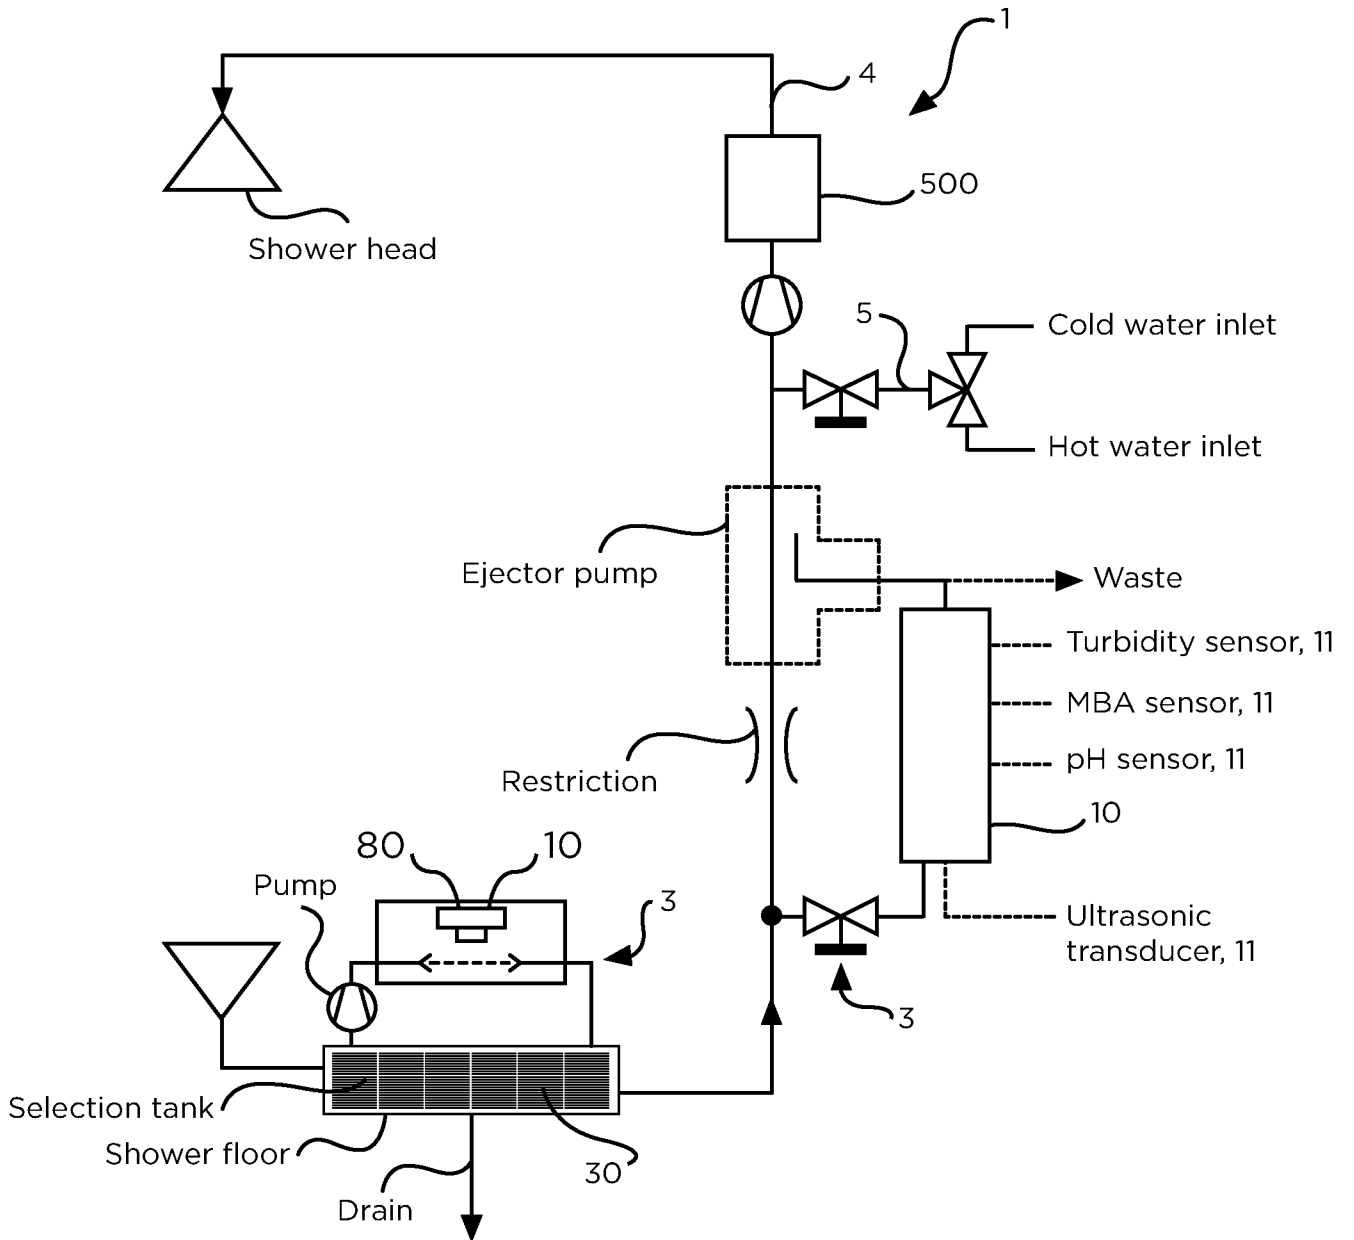 1
4
500
Shower head
5
Cold water inlet
Hot water inlet
Ejector pump
Waste
Turbidity sensor, 11
MBA sensor, 11
pH sensor, 11
Restriction
10
80
10
Pump
3
Ultrasonic
transducer, 11
3
Selection tank
Shower floor
30
Drain